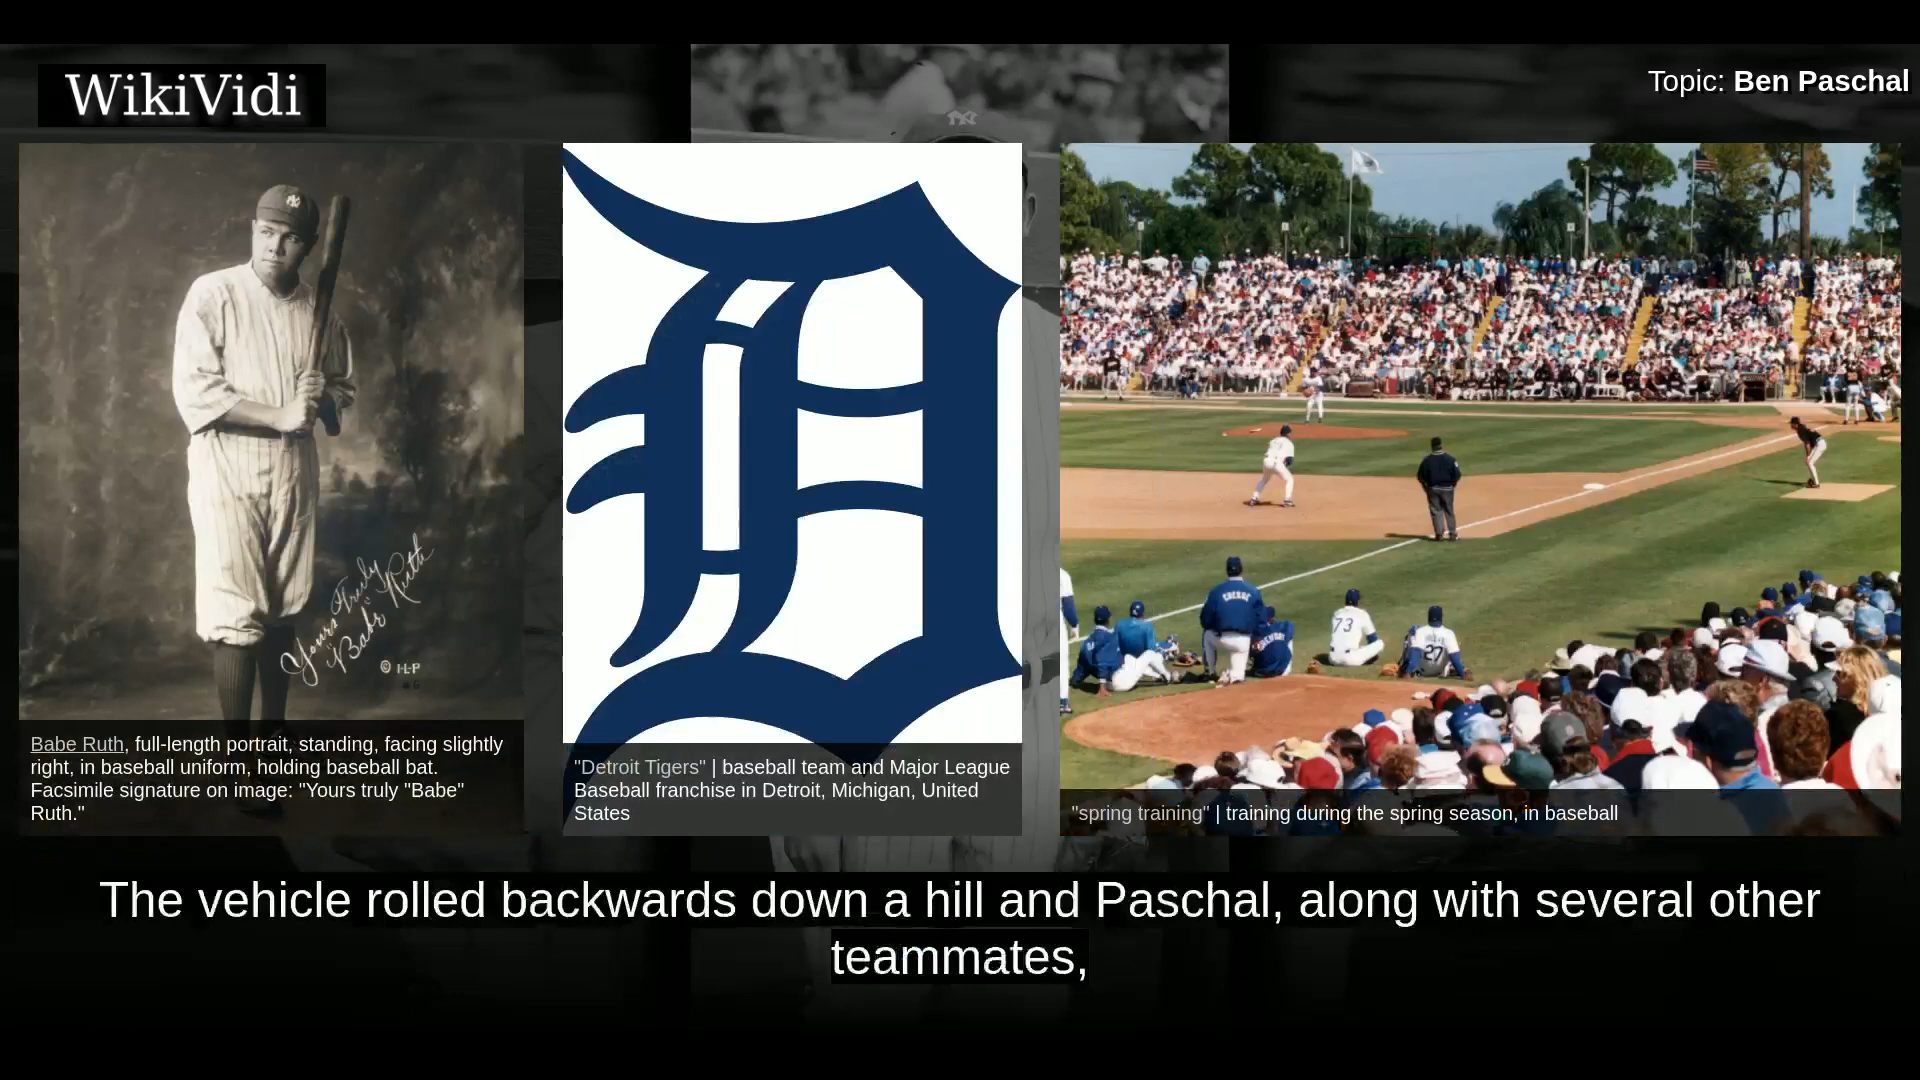 WikiVidi
Topic: Ben Paschal
Yours truly
"Babe" Ruth
© I-L-P
Babe Ruth, full-length portrait, standing, facing slightly
right, in baseball uniform, holding baseball bat.
Facsimile signature on image: "Yours truly "Babe"
Ruth."
"Detroit Tigers" | baseball team and Major League
Baseball franchise in Detroit, Michigan, United
States
73
27
"spring training" | training during the spring season, in baseball
The vehicle rolled backwards down a hill and Paschal, along with several other
teammates,